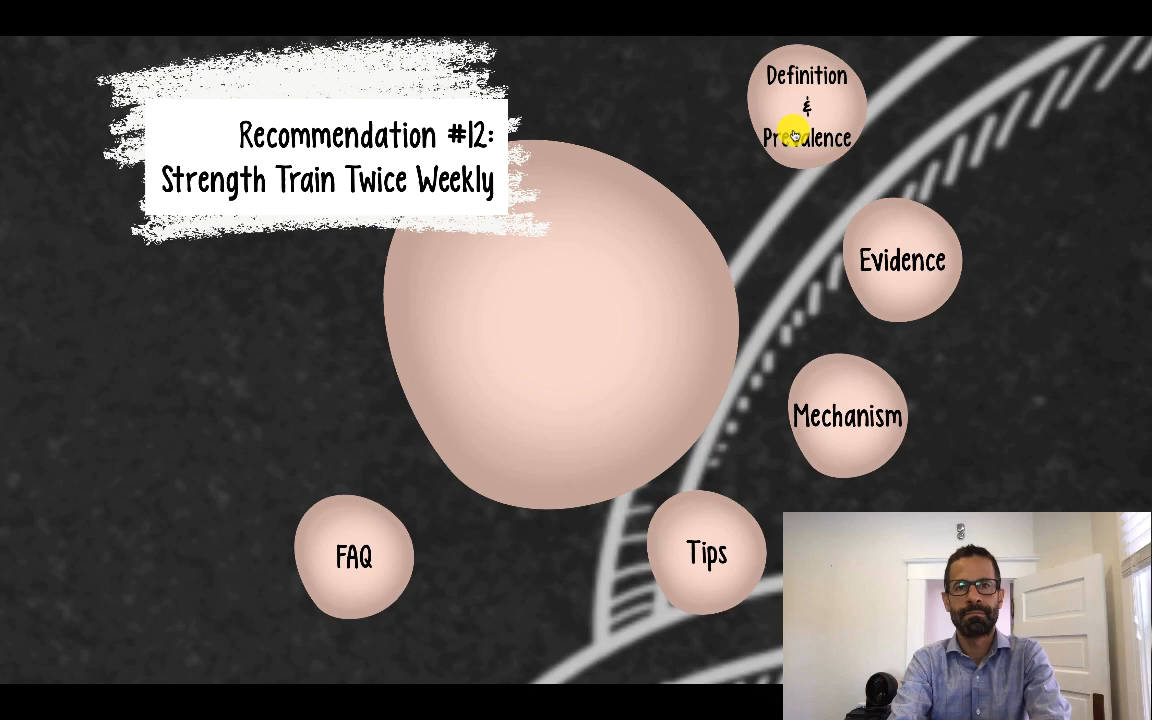 Recommendation #12:
Strength Train Twice Weekly
Definition
&
Prevalence
Evidence
Mechanism
Tips
FAQ